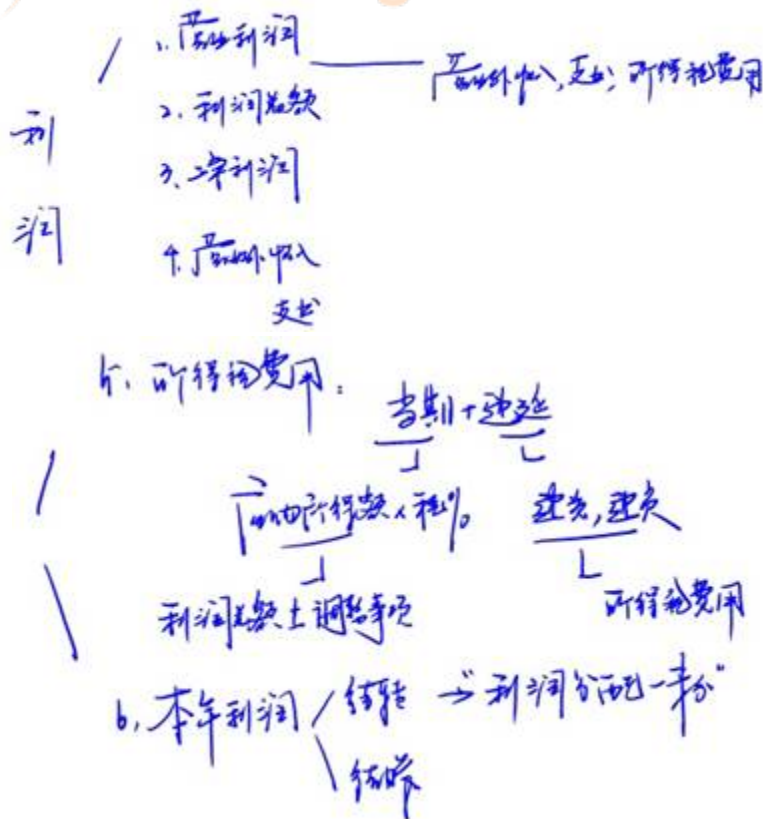 利润
1. 营业利润 —— 营业外收入,支出,所得税费用
2. 利润总额
3. 净利润
4. 营业外收入
支出
5. 所得税费用:
当期+递延
应纳所得额×税% 递资,递负
利润总额±调整事项 所得税费用
6. 本年利润 结转 → 利润分配—未分"